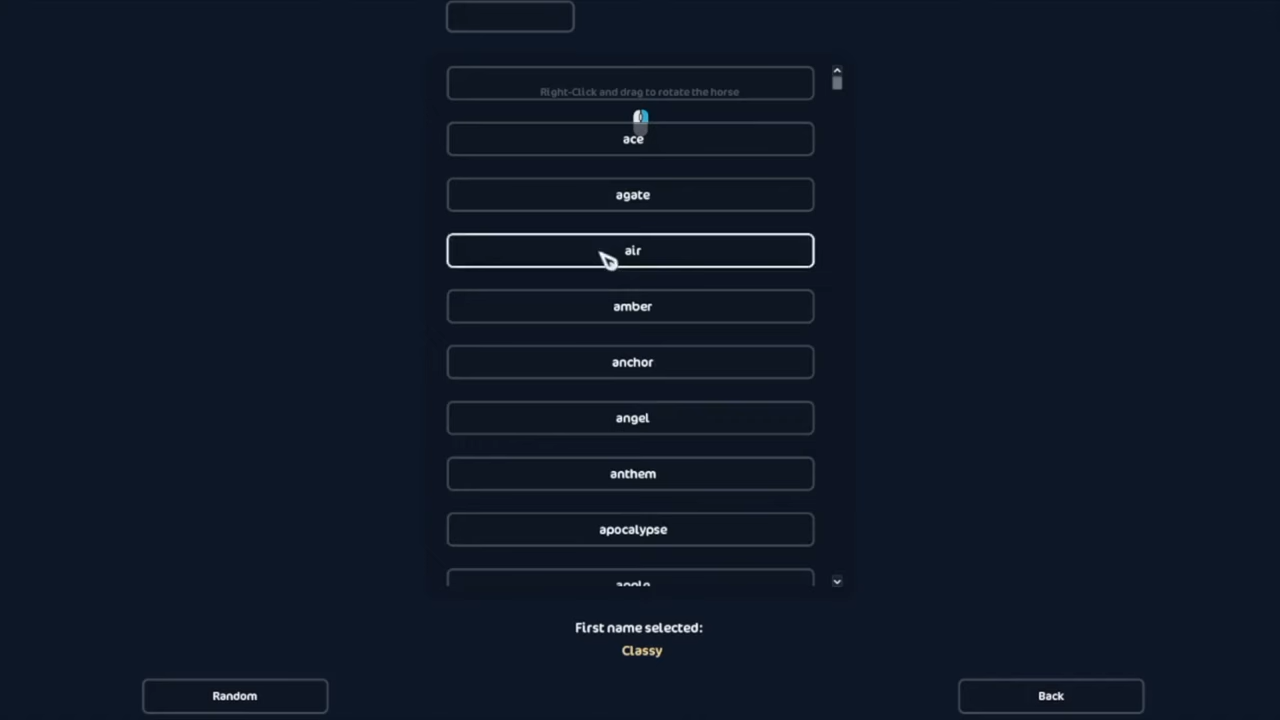 Right-Click and drag to rotate the horse
ace
agate
air
amber
anchor
angel
anthem
apocalypse
apple
First name selected:
Classy
Random
Back